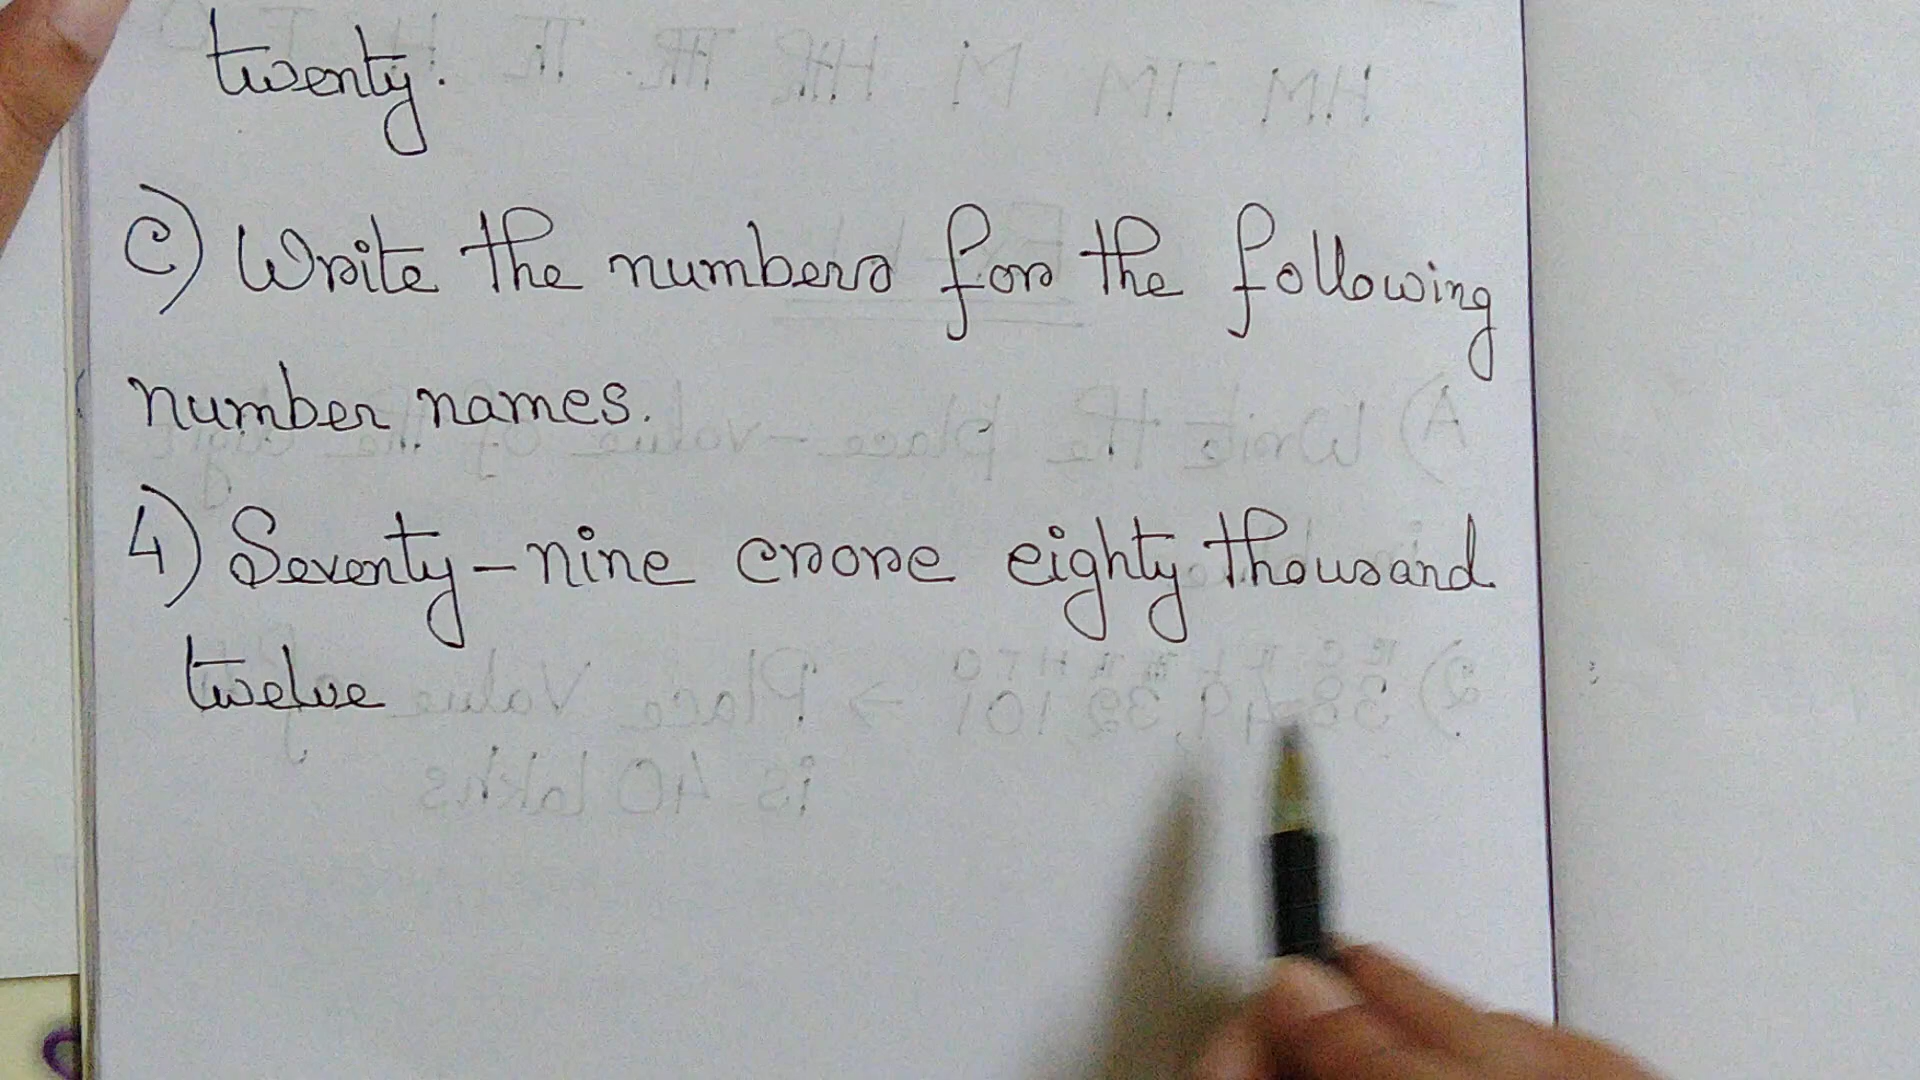 twenty.
c) Write the numbers for the following
number names.
4) Seventy-nine crore eighty thousand
twelve